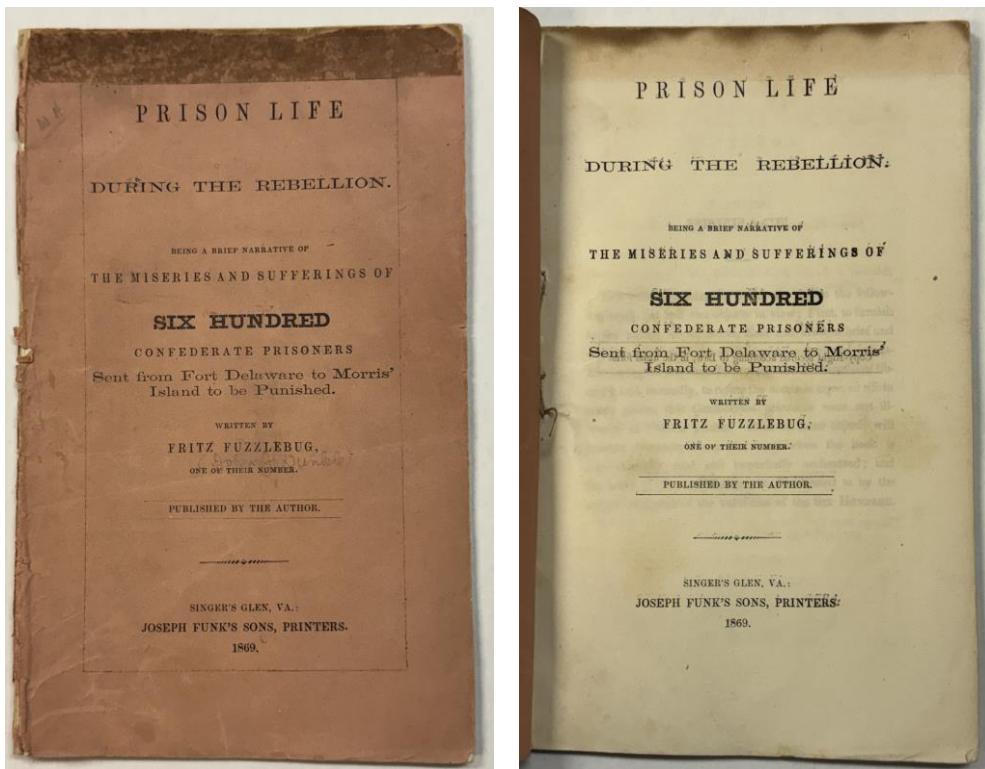 PRISON LIFE
DURING THE REBELLION.
BEING A BRIEF NARRATIVE OF
THE MISERIES AND SUFFERINGS OF
SIX HUNDRED
CONFEDERATE PRISONERS
Sent from Fort Delaware to Morris'
Island to be Punished.
WRITTEN BY
FRITZ FUZZLEBUG,
ONE OF THEIR NUMBER.
PUBLISHED BY THE AUTHOR.
SINGER'S GLEN, VA.:
JOSEPH FUNK'S SONS, PRINTERS.
1869.
PRISON LIFE
DURING THE REBELLION.
BEING A BRIEF NARRATIVE OF
THE MISERIES AND SUFFERINGS OF
SIX HUNDRED
CONFEDERATE PRISONERS
Sent from Fort Delaware to Morris'
Island to be Punished.
WRITTEN BY
FRITZ FUZZLEBUG,
ONE OF THEIR NUMBER.
PUBLISHED BY THE AUTHOR.
SINGER'S GLEN, VA.:
JOSEPH FUNK'S SONS, PRINTERS.
1869.